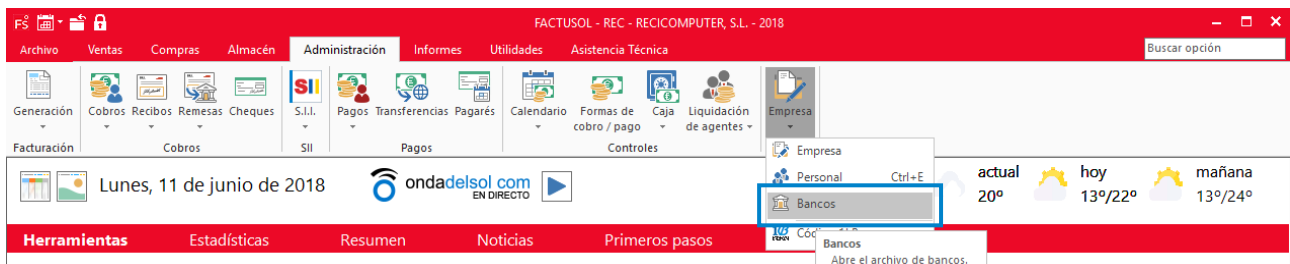 FACTUSOL - REC - RECICOMPUTER, S.L. - 2018
Archivo Ventas Compras Almacén Administración Informes Utilidades Asistencia Técnica Buscar opción
Generación Cobros Recibos Remesas Cheques S.I.I. Pagos Transferencias Pagarés Calendario Formas de cobro / pago Caja Liquidación de agentes Empresa
Facturación Cobros SII Pagos Controles
Empresa
Personal Ctrl+E
Bancos
Lunes, 11 de junio de 2018
ondadelsol com
EN DIRECTO
actual hoy mañana
20º 13º/22º 13º/24º
Herramientas Estadísticas Resumen Noticias Primeros pasos
Bancos
Abre el archivo de bancos.